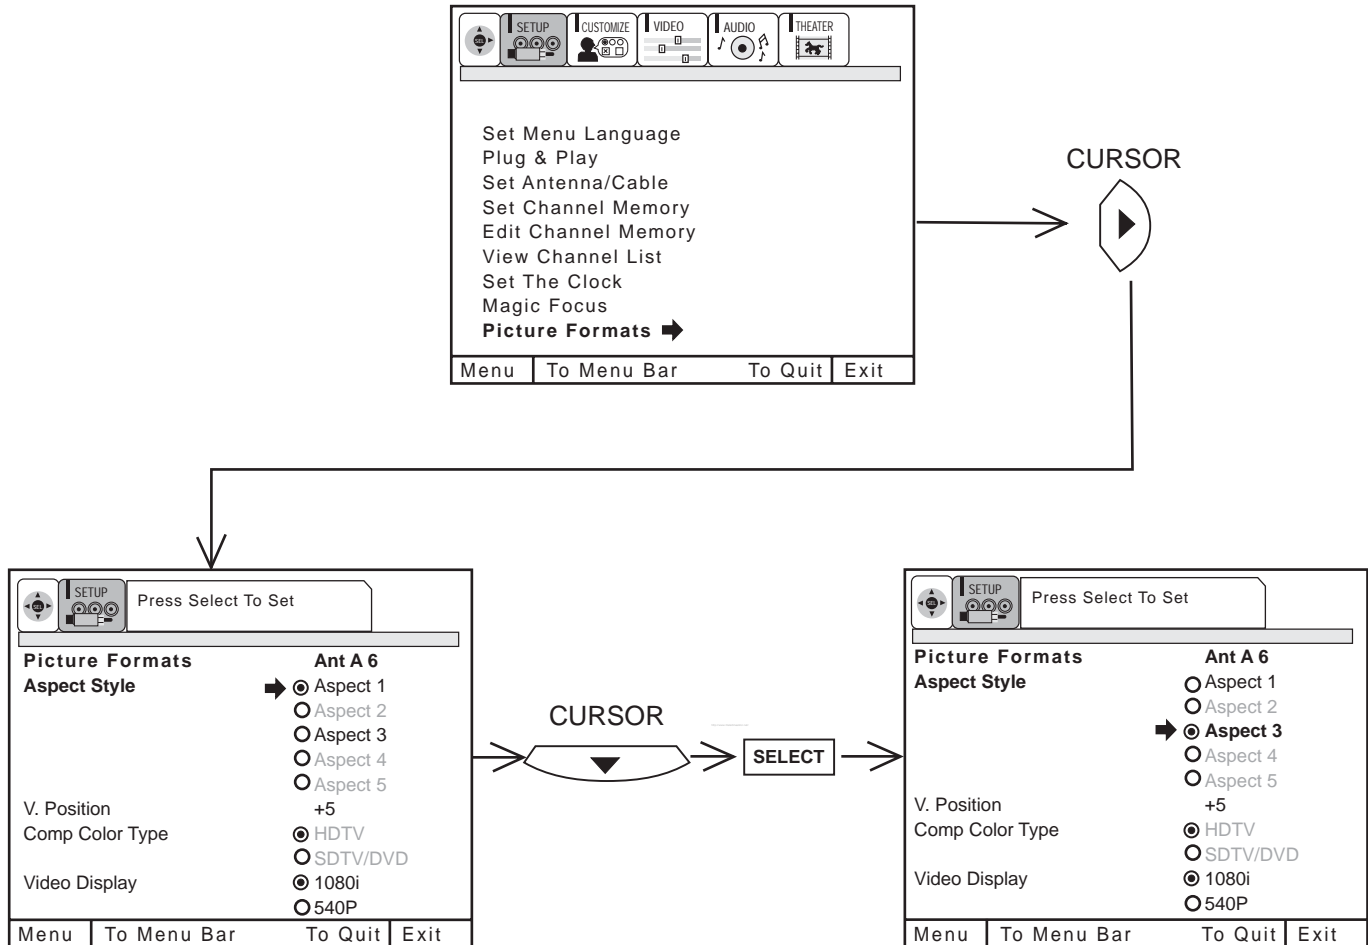 SETUP CUSTOMIZE VIDEO AUDIO THEATER
SEL
Set Menu Language
Plug & Play
Set Antenna/Cable
Set Channel Memory
Edit Channel Memory
View Channel List
Set The Clock
Magic Focus
Picture Formats
Menu To Menu Bar To Quit Exit
CURSOR
SETUP
SEL
Press Select To Set
Picture Formats Ant A 6
Aspect Style Aspect 1
Aspect 2
Aspect 3
Aspect 4
Aspect 5
V. Position +5
Comp Color Type HDTV
SDTV/DVD
Video Display 1080i
540P
Menu To Menu Bar To Quit Exit
CURSOR
SELECT
SETUP
SEL
Press Select To Set
Picture Formats Ant A 6
Aspect Style Aspect 1
Aspect 2
Aspect 3
Aspect 4
Aspect 5
V. Position +5
Comp Color Type HDTV
SDTV/DVD
Video Display 1080i
540P
Menu To Menu Bar To Quit Exit